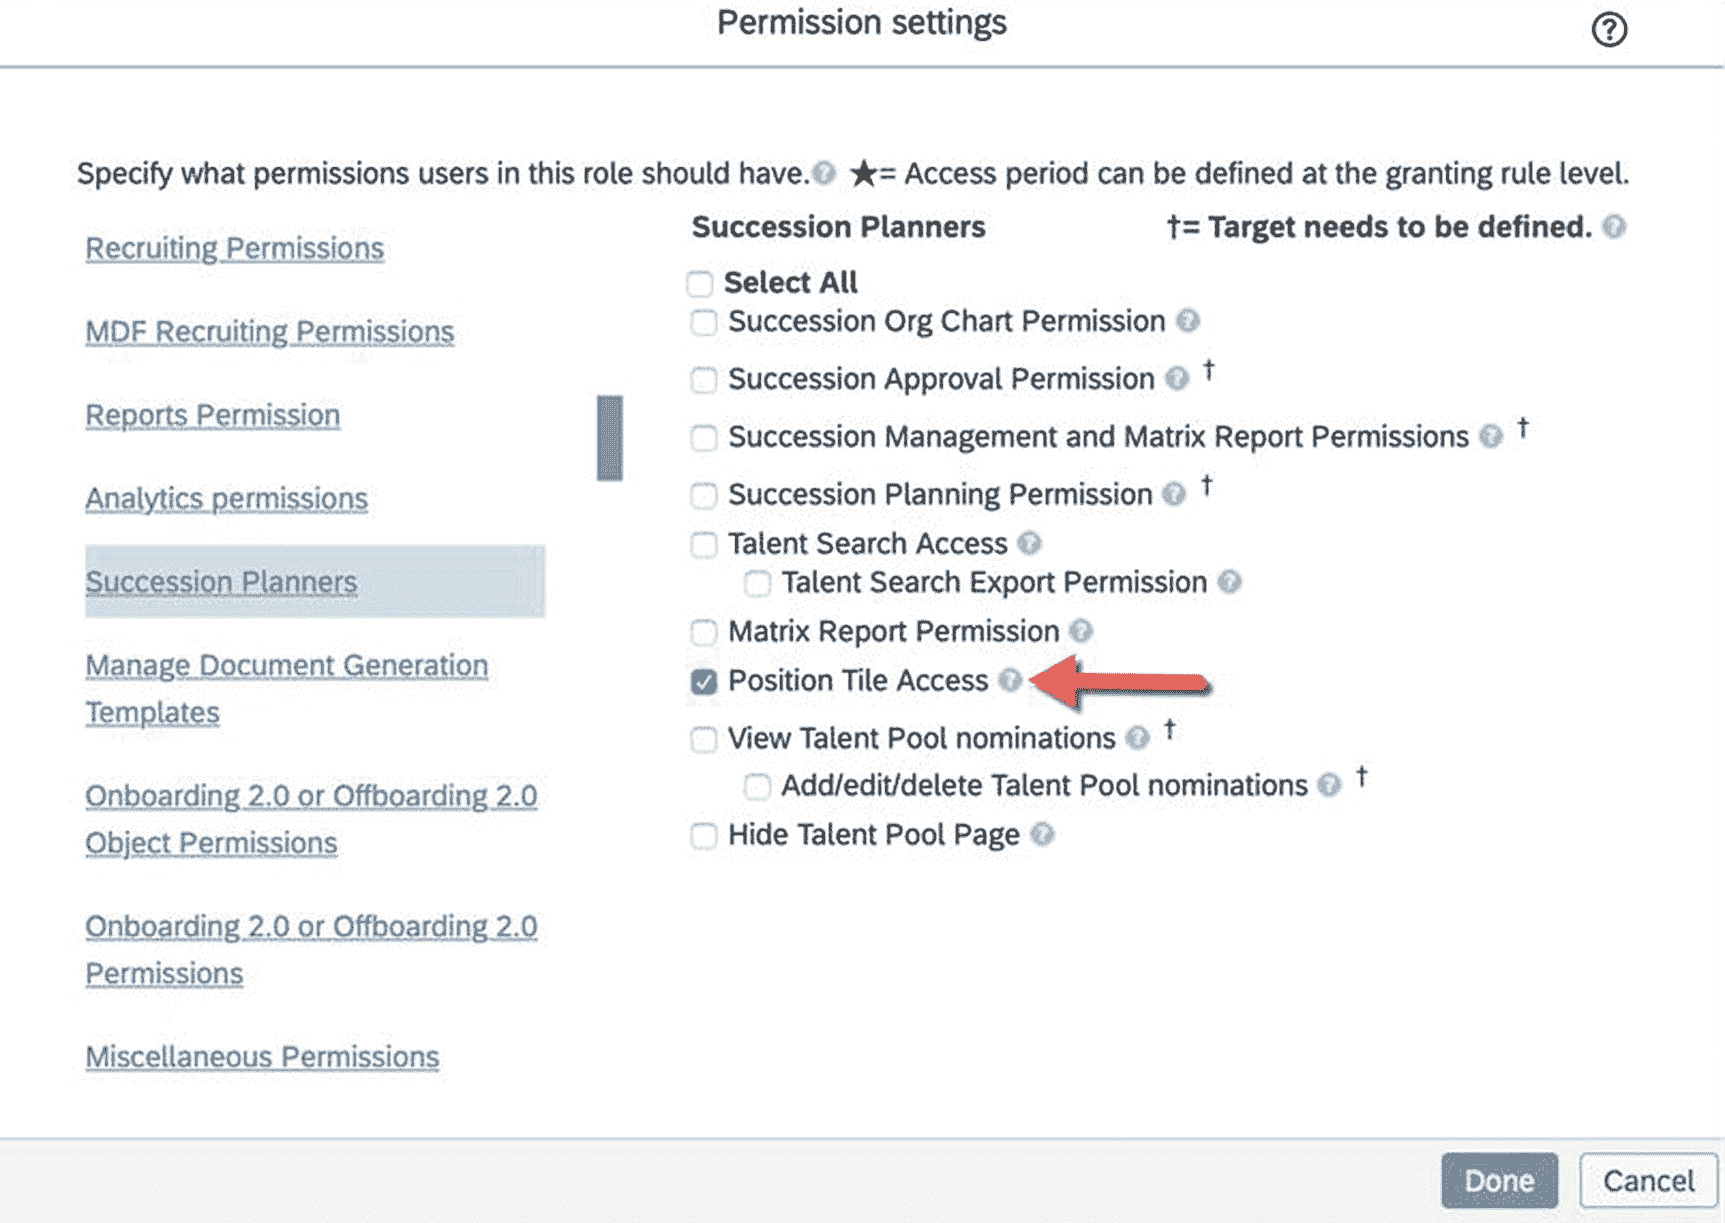 Permission settings
Specify what permissions users in this role should have. ★= Access period can be defined at the granting rule level.
Recruiting Permissions
MDF Recruiting Permissions
Reports Permission
Analytics permissions
Succession Planners
Manage Document Generation
Templates
Onboarding 2.0 or Offboarding 2.0
Object Permissions
Onboarding 2.0 or Offboarding 2.0
Permissions
Miscellaneous Permissions
Succession Planners †= Target needs to be defined.
Select All
Succession Org Chart Permission
Succession Approval Permission †
Succession Management and Matrix Report Permissions †
Succession Planning Permission †
Talent Search Access
Talent Search Export Permission
Matrix Report Permission
Position Tile Access
View Talent Pool nominations †
Add/edit/delete Talent Pool nominations †
Hide Talent Pool Page
Done Cancel